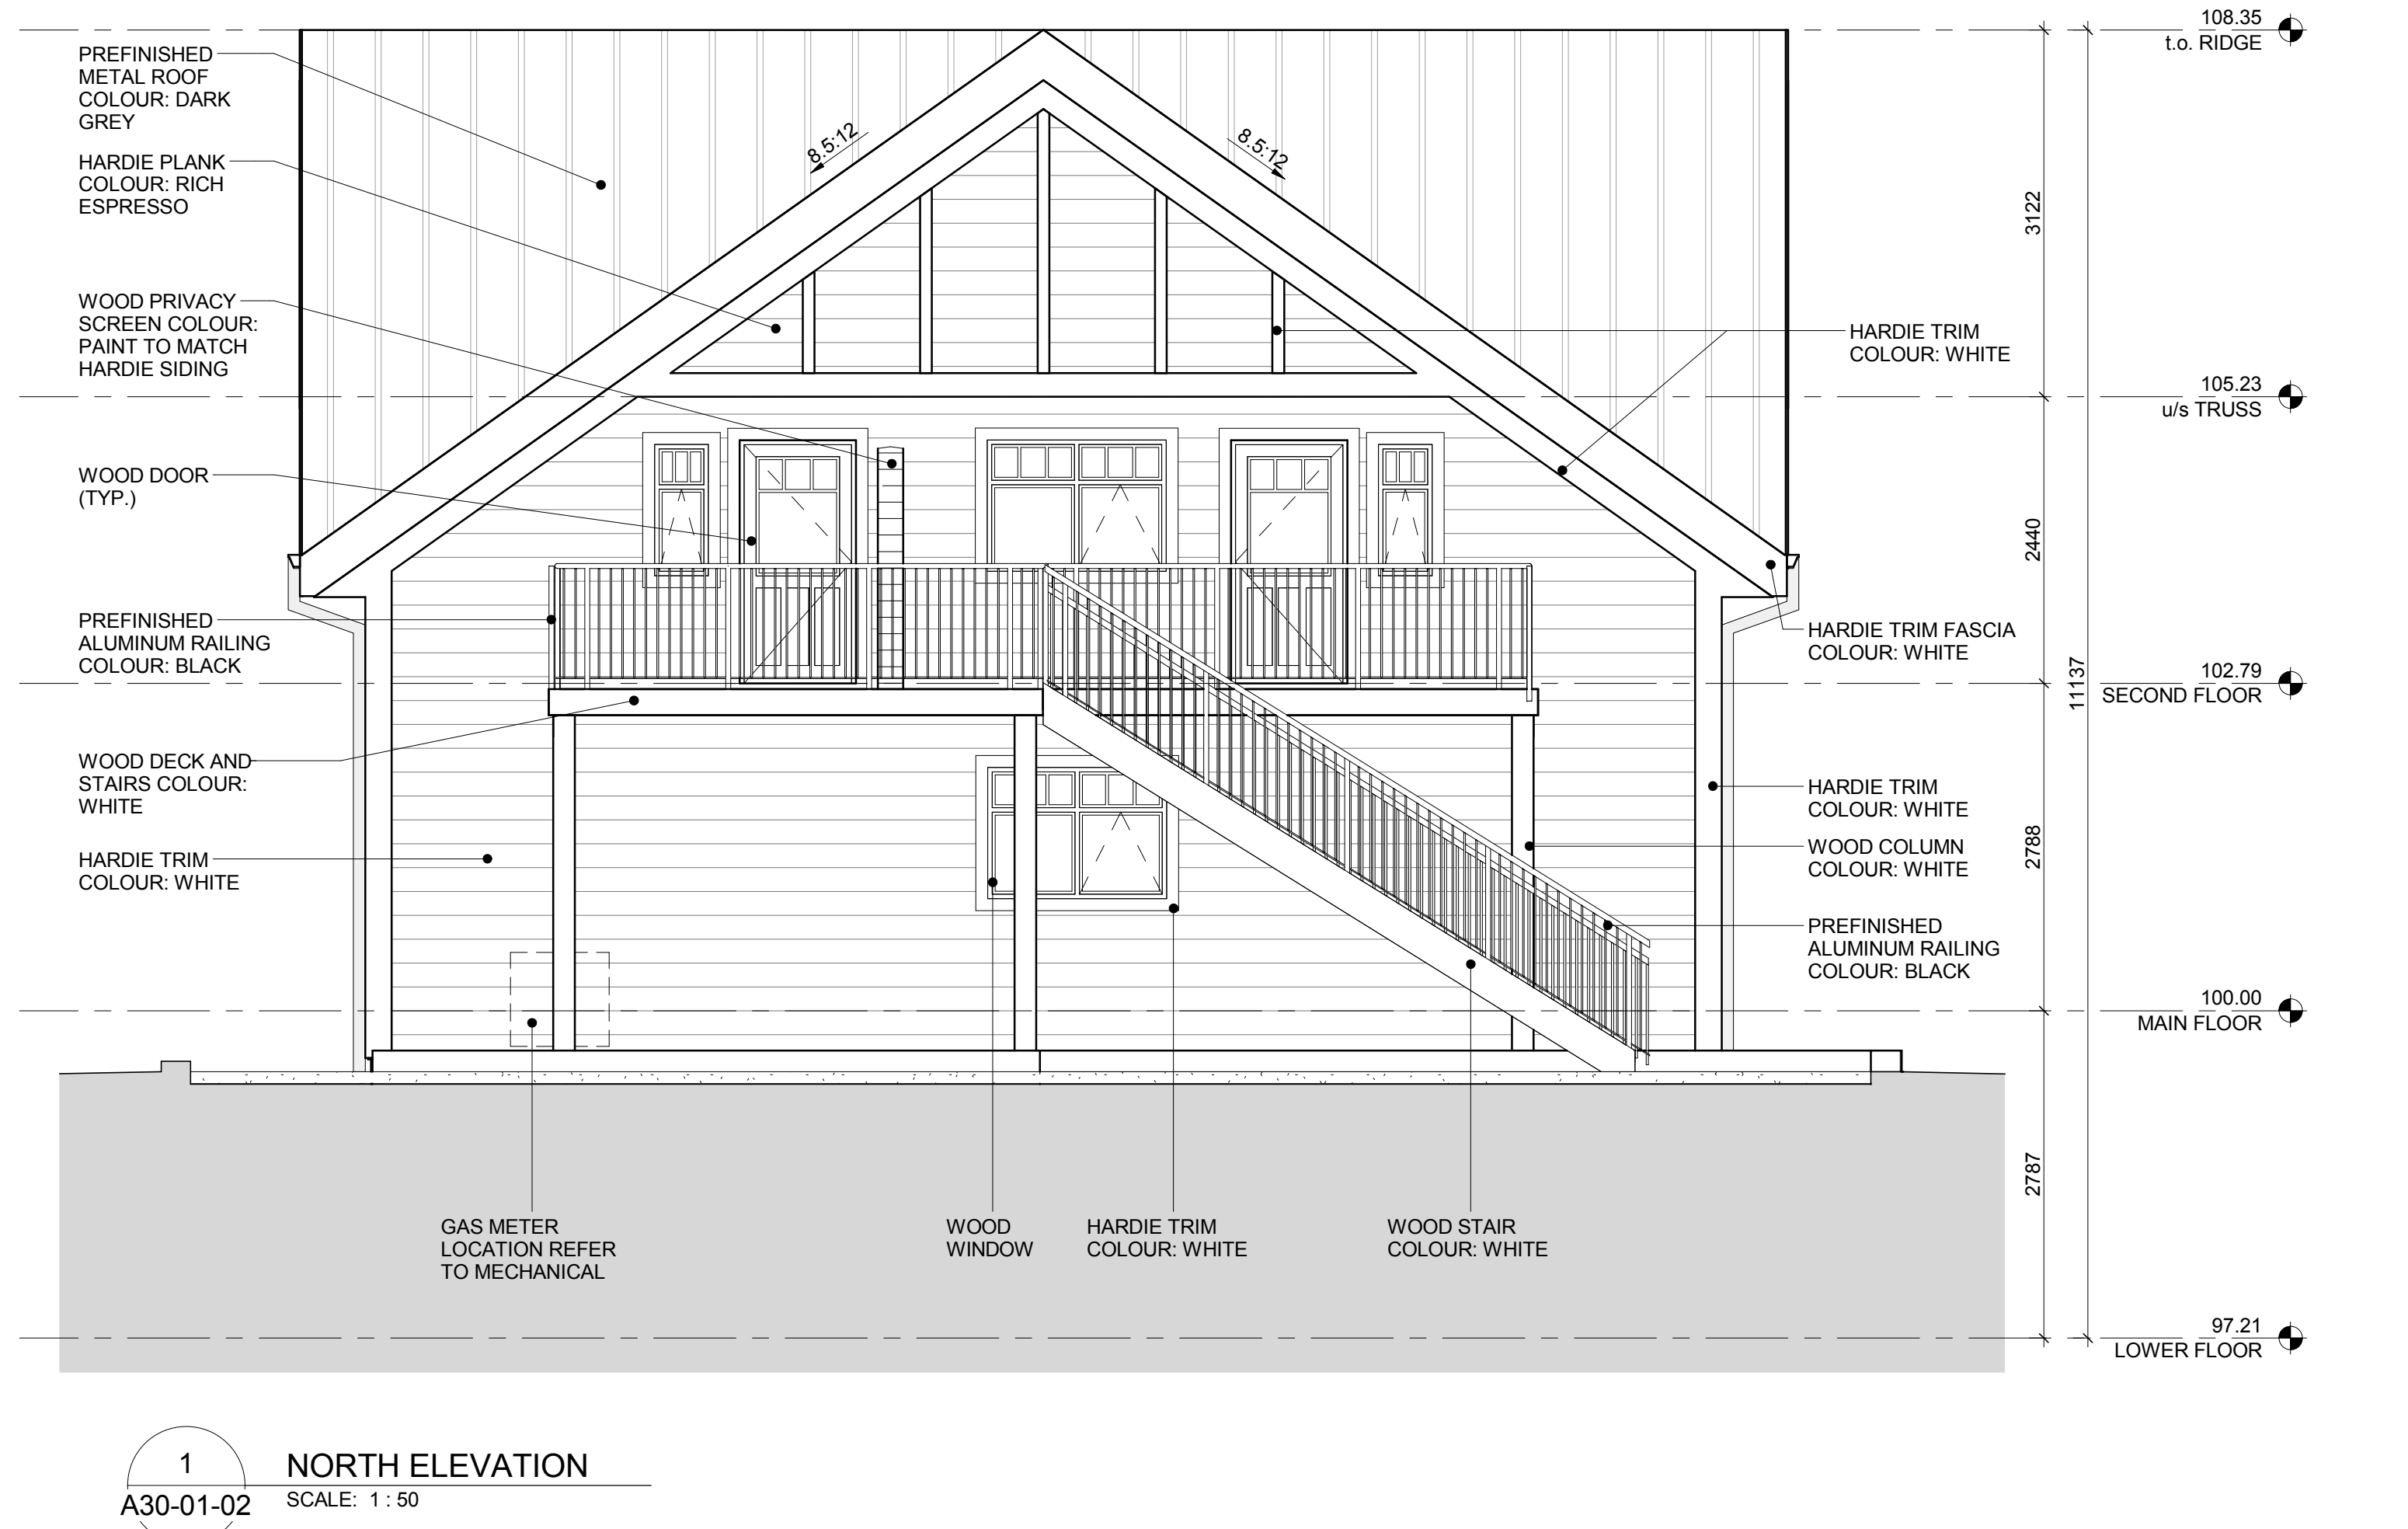 PREFINISHED
METAL ROOF
COLOUR: DARK
GREY
HARDIE PLANK
COLOUR: RICH
ESPRESSO
WOOD PRIVACY
SCREEN COLOUR:
PAINT TO MATCH
HARDIE SIDING
WOOD DOOR
(TYP.)
PREFINISHED
ALUMINUM RAILING
COLOUR: BLACK
WOOD DECK AND
STAIRS COLOUR:
WHITE
HARDIE TRIM
COLOUR: WHITE
8.5:12
8.5:12
HARDIE TRIM
COLOUR: WHITE
HARDIE TRIM FASCIA
COLOUR: WHITE
HARDIE TRIM
COLOUR: WHITE
WOOD COLUMN
COLOUR: WHITE
PREFINISHED
ALUMINUM RAILING
COLOUR: BLACK
3122
2440
2788
2787
11137
108.35
t.o. RIDGE
105.23
u/s TRUSS
102.79
SECOND FLOOR
100.00
MAIN FLOOR
97.21
LOWER FLOOR
GAS METER
LOCATION REFER
TO MECHANICAL
WOOD
WINDOW
HARDIE TRIM
COLOUR: WHITE
WOOD STAIR
COLOUR: WHITE
1
A30-01-02
NORTH ELEVATION
SCALE: 1 : 50